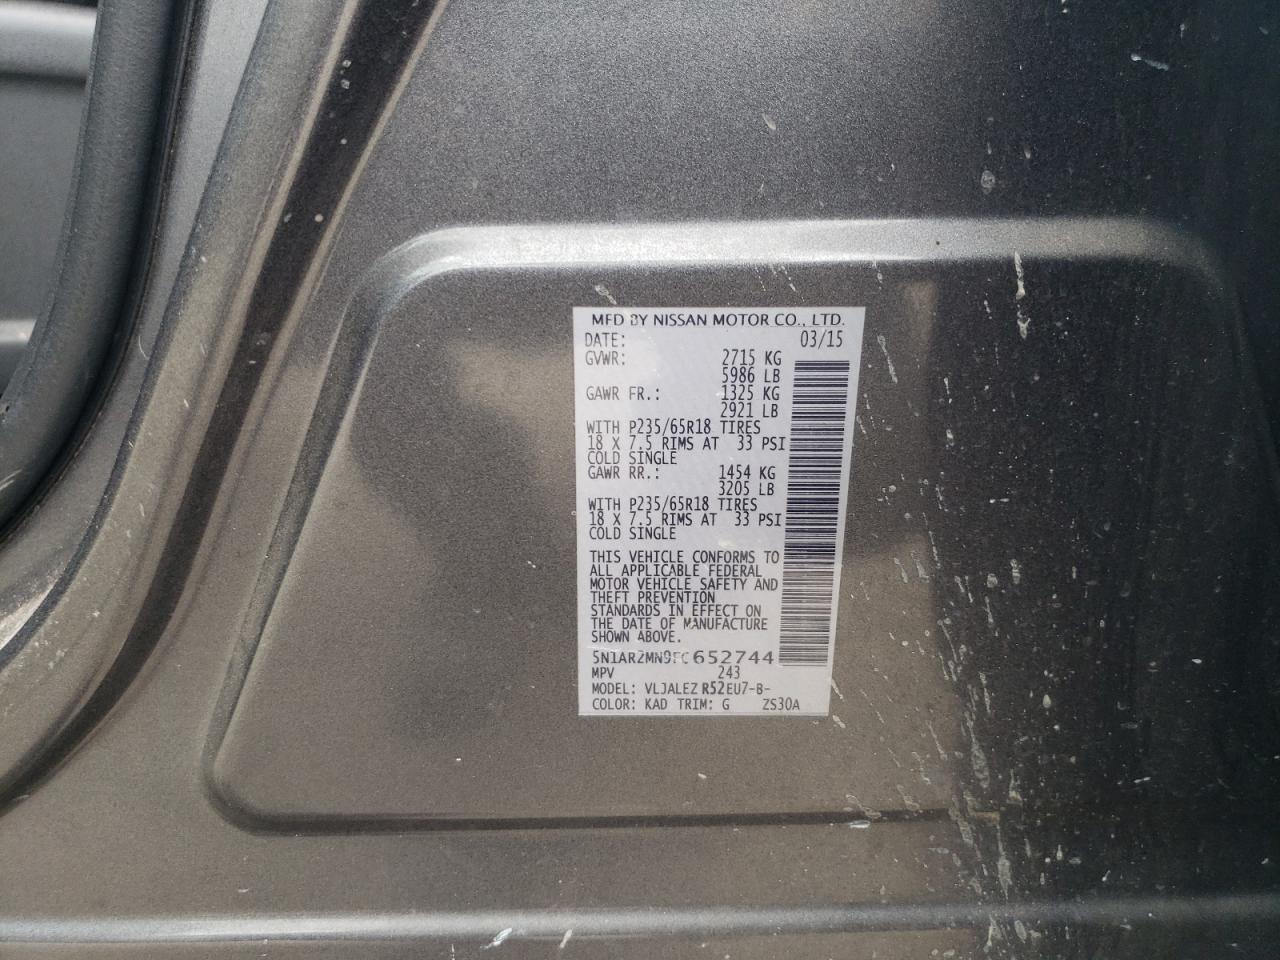 MFD BY NISSAN MOTOR CO., LTD.
DATE: 03/15
GVWR: 2715 KG
5986 LB
GAWR FR.: 1325 KG
2921 LB
WITH P235/65R18 TIRES
18 X 7.5 RIMS AT 33 PSI
COLD SINGLE
GAWR RR.: 1454 KG
3205 LB
WITH P235/65R18 TIRES
18 X 7.5 RIMS AT 33 PSI
COLD SINGLE
THIS VEHICLE CONFORMS TO
ALL APPLICABLE FEDERAL
MOTOR VEHICLE SAFETY AND
THEFT PREVENTION
STANDARDS IN EFFECT ON
THE DATE OF MANUFACTURE
SHOWN ABOVE.
5N1AR2MN9FC652744
MPV 243
MODEL: VLJALEZ R52EU7-B-
COLOR: KAD TRIM: G ZS30A